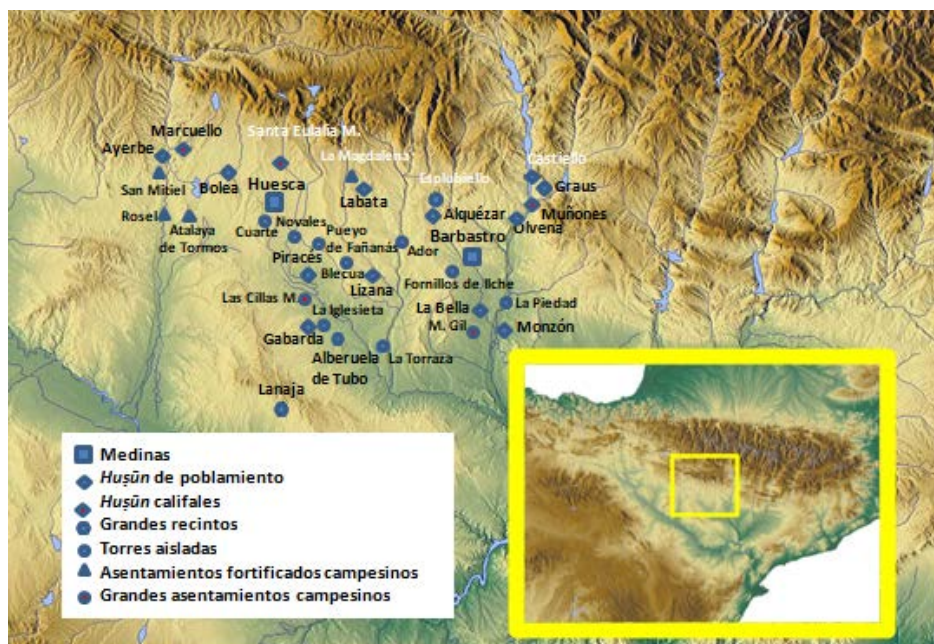 Marcuello
Santa Eulalia M.
Ayerbe
La Magdalena
Castiello
San Mitiel
Bolea
Huesca
Esplubiello
Graus
Labata
Rosel
Novales
Alquézar
Muñones
Atalaya
de Tormos
Cuarte
Pueyo
de Fañanás
Ador
Barbastro
Olvena
Piracés
Blecua
Fornillos de Ilche
Lizana
Las Cillas M.
La Iglesieta
La Bella
La Piedad
M. Gil
Monzón
Gabarda
Alberuela
de Tubo
La Torraza
Lanaja
Medinas
Huṣūn de poblamiento
Huṣūn califales
Grandes recintos
Torres aisladas
Asentamientos fortificados campesinos
Grandes asentamientos campesinos